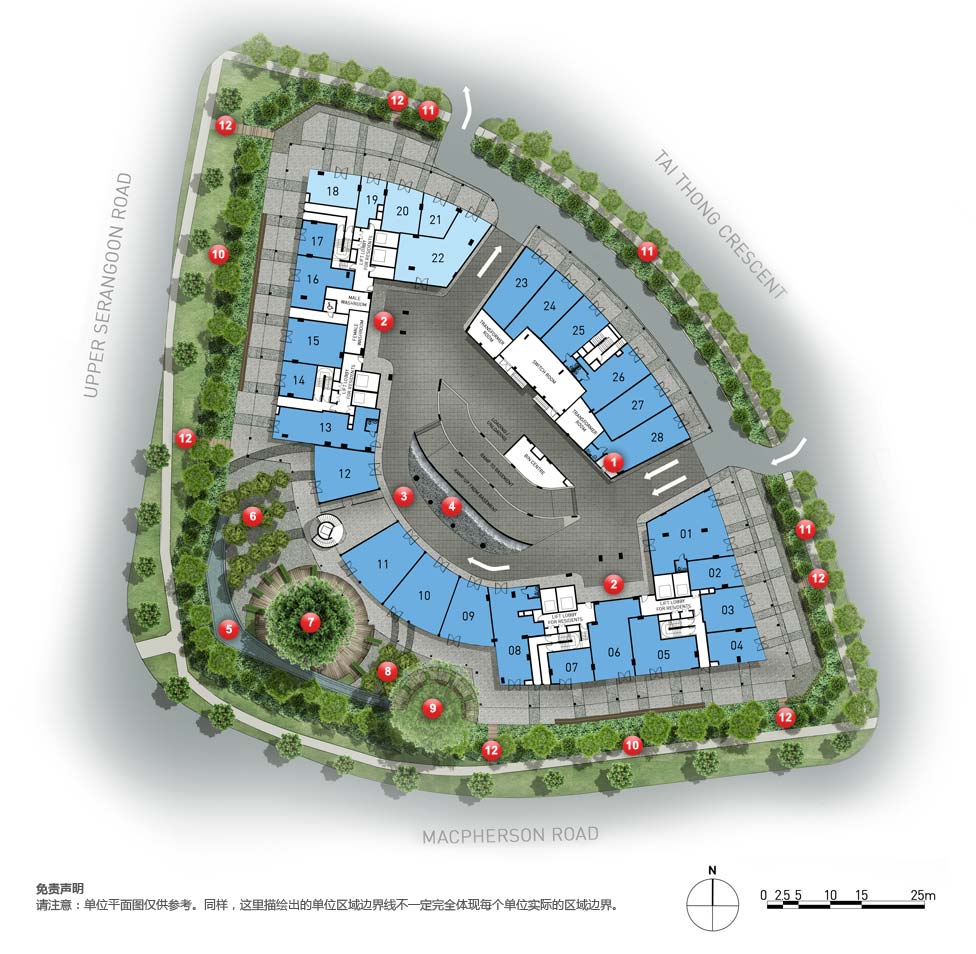 12
11
12
TAI THONG CRESCENT
UPPER SERANGOON ROAD
18
19
20
21
22
LIFT LOBBY
FOR RESIDENTS
17
16
MALE
WASHROOM
FEMALE
WASHROOM
15
14
LIFT LOBBY
FOR RESIDENTS
13
12
10
11
2
23
24
25
TRANSFORMER
ROOM
SWITCH ROOM
26
27
TRANSFORMER
ROOM
28
1
LOADING /
UNLOADING
BIN CENTRE
RAMP TO BASEMENT
RAMP UP FROM BASEMENT
12
3
4
6
11
12
01
02
LIFT LOBBY
FOR RESIDENTS
03
04
05
2
LIFT LOBBY
FOR RESIDENTS
06
07
08
09
10
11
5
7
8
9
12
10
12
MACPHERSON ROAD
免责声明
请注意：单位平面图仅供参考。同样，这里描绘出的单位区域边界线不一定完全体现每个单位实际的区域边界。
N
0 2.5 5 10 15 25m